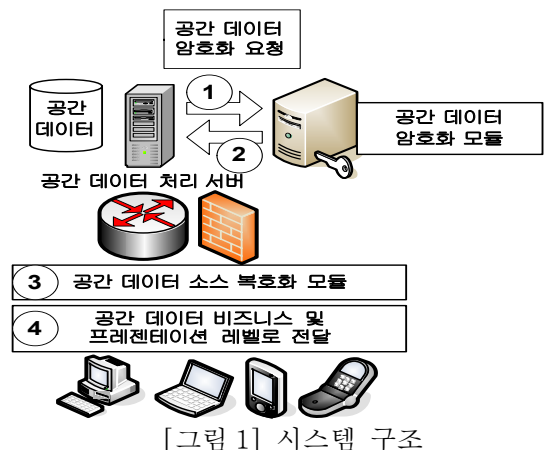 공간 데이터
암호화 요청
1
공간
데이터
2
공간 데이터
암호화 모듈
공간 데이터 처리 서버
3 공간 데이터 소스 복호화 모듈
4 공간 데이터 비즈니스 및
프레젠테이션 레벨로 전달
[그림 1] 시스템 구조